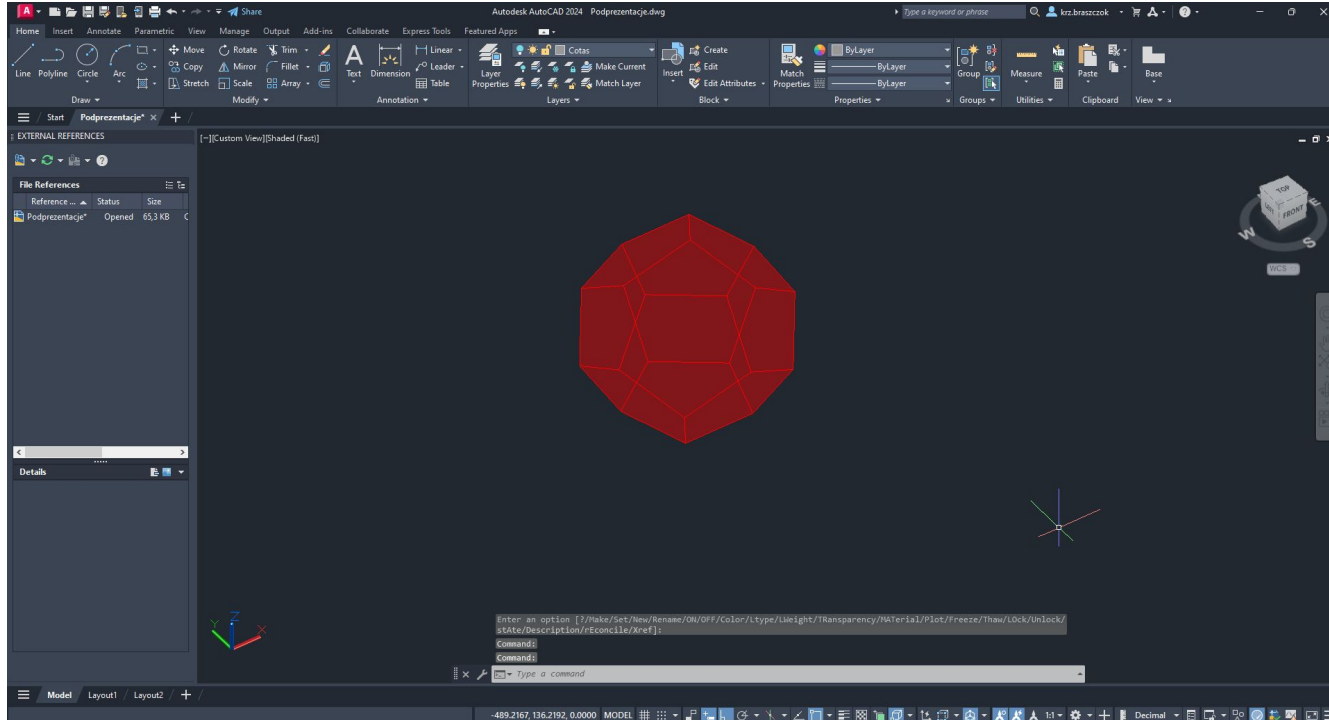 A Share Autodesk AutoCAD 2024 Podprezentacje.dwg Type a keyword or phrase krz.braszczok
Home Insert Annotate Parametric View Manage Output Add-ins Collaborate Express Tools Featured Apps
Move Rotate Trim Linear Cotas Create ByLayer
Copy Mirror Fillet Leader Make Current Edit ByLayer
Line Polyline Circle Arc Stretch Scale Array Text Dimension Table Layer Properties Match Layer Insert Edit Attributes Match Properties ByLayer Group Measure Paste Base
Draw Modify Annotation Layers Block Properties Groups Utilities Clipboard View
Start Podprezentacje*
EXTERNAL REFERENCES
[−][Custom View][Shaded (Fast)]
File References
Reference ... Status Size
Podprezentacje* Opened 65,3 KB C
TOP
LEFT FRONT
W S E
WCS
Details
Y Z X
Enter an option [?/Make/Set/New/Rename/ON/OFF/Color/Ltype/LWeight/TRansparency/MATerial/Plot/Freeze/Thaw/LOck/Unlock/
stAte/Description/rEconcile/Xref]:
Command:
Command:
Type a command
Model Layout1 Layout2
-489.2167, 136.2192, 0.0000 MODEL 1:1 Decimal